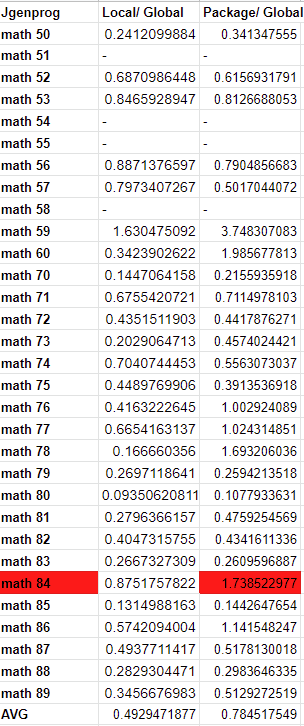 Jgenprog Local/ Global Package/ Global
math 50 0.2412099884 0.341347555
math 51 - -
math 52 0.6870986448 0.6156931791
math 53 0.8465928947 0.8126688053
math 54 - -
math 55 - -
math 56 0.8871376597 0.7904856683
math 57 0.7973407267 0.5017044072
math 58 - -
math 59 1.630475092 3.748307083
math 60 0.3423902622 1.985677813
math 70 0.1447064158 0.2155935918
math 71 0.6755420721 0.7114978103
math 72 0.4351511903 0.4417876271
math 73 0.2029064713 0.4574024421
math 74 0.7040744453 0.5563073037
math 75 0.4489769906 0.3913536918
math 76 0.4163222645 1.002924089
math 77 0.6654163137 1.024314851
math 78 0.166660356 1.693206036
math 79 0.2697118641 0.2594213518
math 80 0.09350620811 0.1077933631
math 81 0.2796366157 0.4759254569
math 82 0.4047315755 0.4341611336
math 83 0.2667327309 0.2609596887
math 84 0.8751757822 1.738522977
math 85 0.1314988163 0.1442647654
math 86 0.5742094004 1.141548247
math 87 0.4937711417 0.5178130018
math 88 0.2829304471 0.2983646335
math 89 0.3456676983 0.5129272519
AVG 0.4929471877 0.784517549